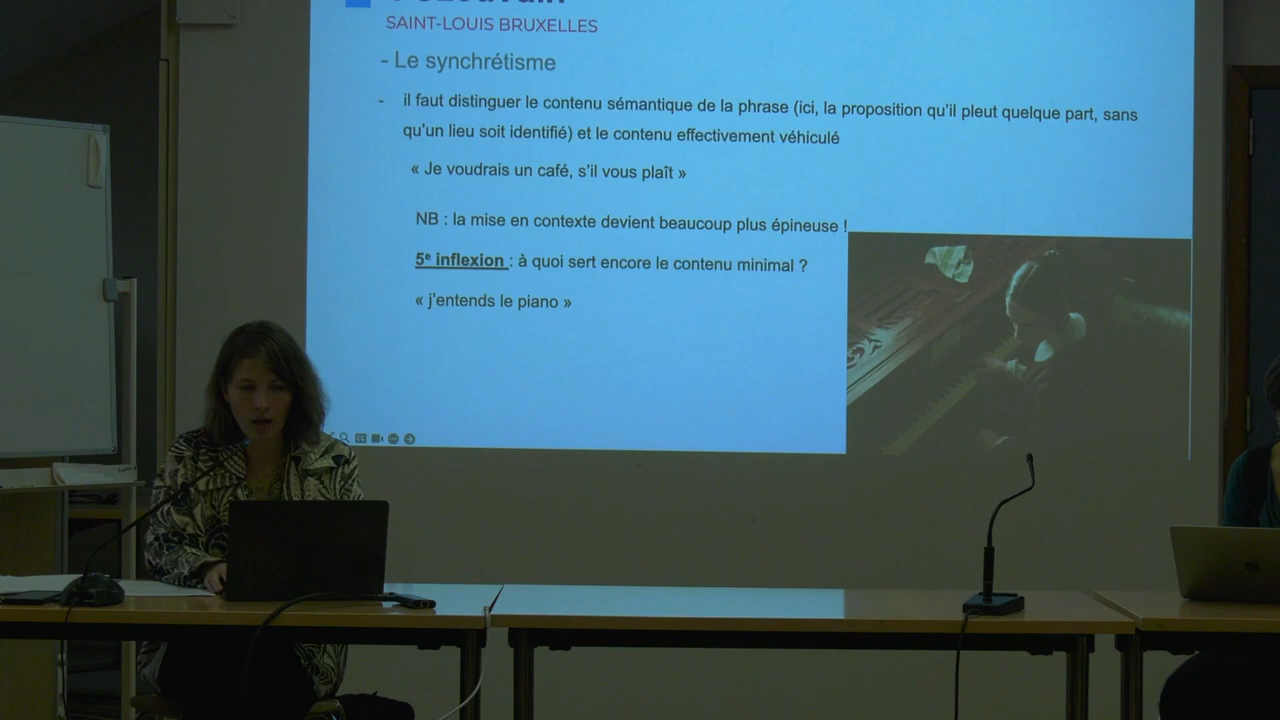 SAINT-LOUIS BRUXELLES
- Le synchrétisme
- il faut distinguer le contenu sémantique de la phrase (ici, la proposition qu'il pleut quelque part, sans
qu'un lieu soit identifié) et le contenu effectivement véhiculé
« Je voudrais un café, s'il vous plaît »
NB : la mise en contexte devient beaucoup plus épineuse !
5e inflexion : à quoi sert encore le contenu minimal ?
« j'entends le piano »